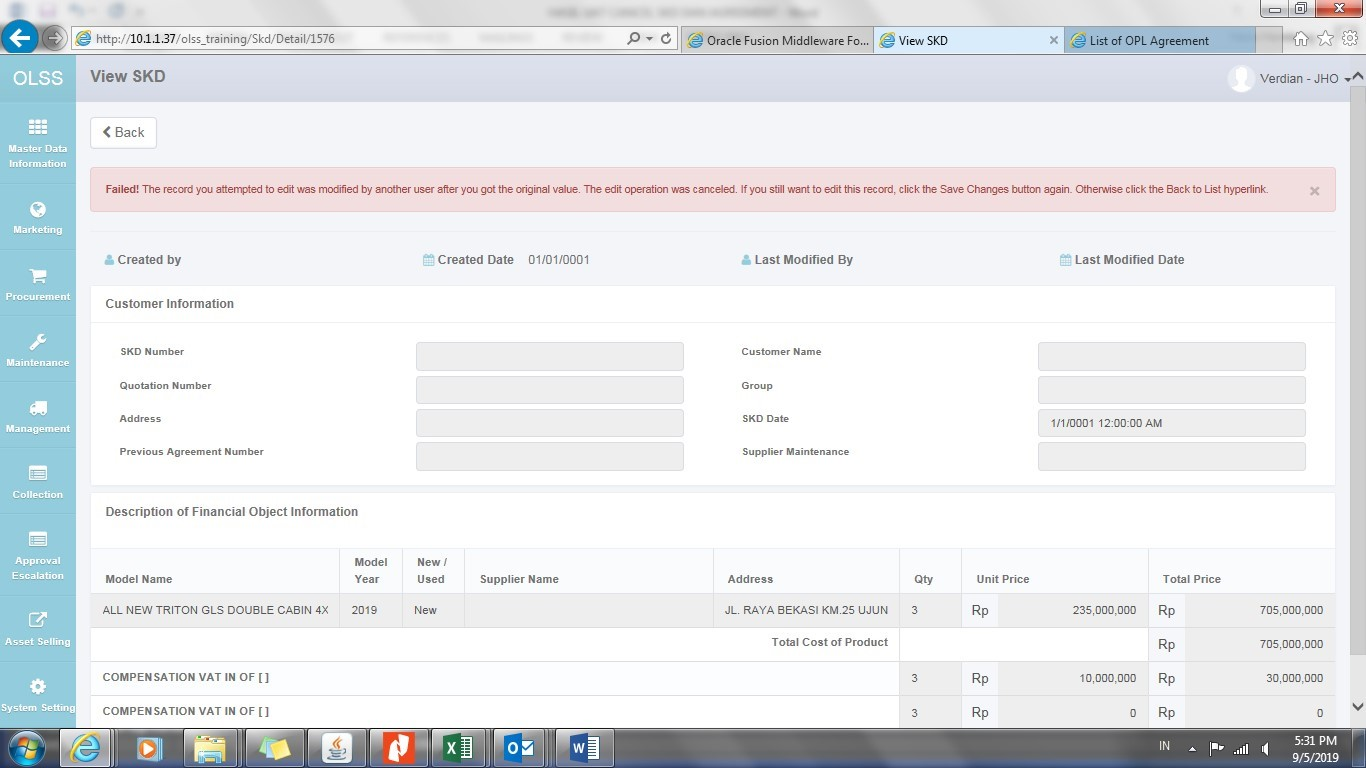 http://10.1.1.37/olss_training/Skd/Detail/1576
Oracle Fusion Middleware Fo...
View SKD
List of OPL Agreement
OLSS
View SKD
Verdian - JHO
Back
Master Data
Information
Marketing
Procurement
Maintenance
Management
Collection
Approval
Escalation
Asset Selling
System Setting
Failed! The record you attempted to edit was modified by another user after you got the original value. The edit operation was canceled. If you still want to edit this record, click the Save Changes button again. Otherwise click the Back to List hyperlink.
Created by
Created Date 01/01/0001
Last Modified By
Last Modified Date
Customer Information
SKD Number
Customer Name
Quotation Number
Group
Address
SKD Date 1/1/0001 12:00:00 AM
Previous Agreement Number
Supplier Maintenance
Description of Financial Object Information
Model Name
Model
Year
New /
Used
Supplier Name
Address
Qty
Unit Price
Total Price
ALL NEW TRITON GLS DOUBLE CABIN 4X 2019 New JL. RAYA BEKASI KM.25 UJUN 3 Rp 235,000,000 Rp 705,000,000
Total Cost of Product Rp 705,000,000
COMPENSATION VAT IN OF [ ] 3 Rp 10,000,000 Rp 30,000,000
COMPENSATION VAT IN OF [ ] 3 Rp 0 Rp 0
IN
5:31 PM
9/5/2019